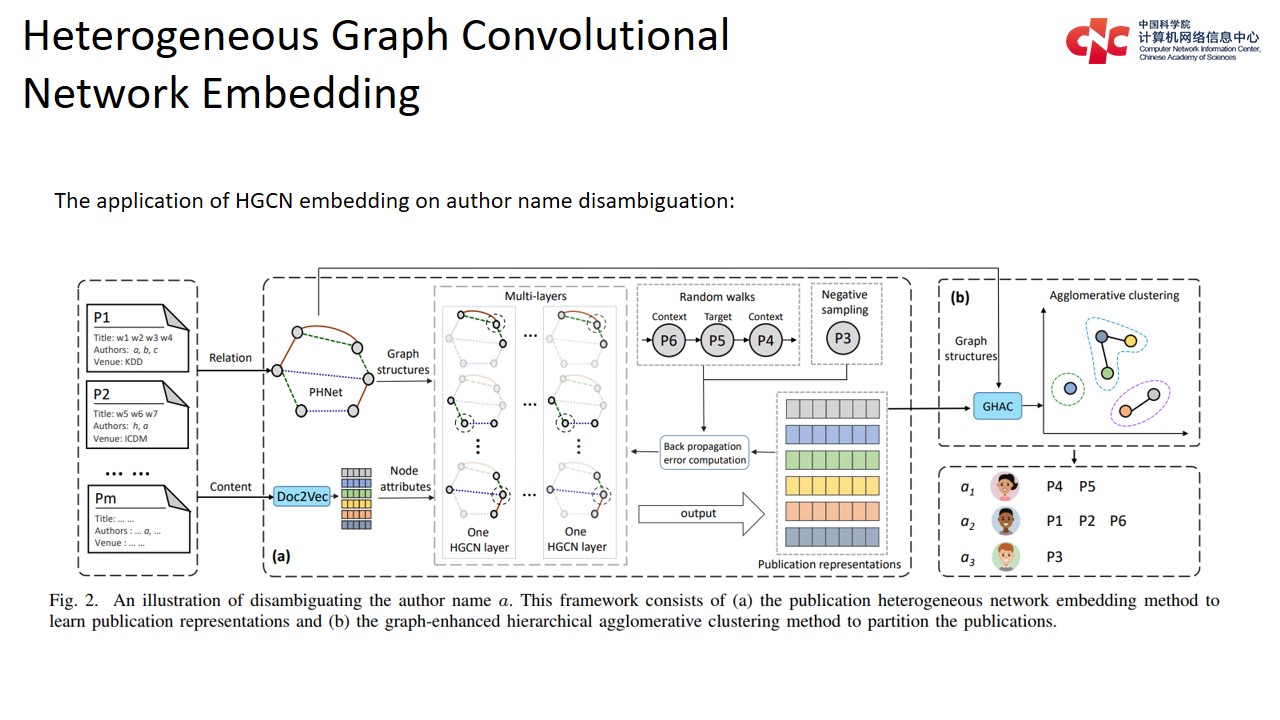 Heterogeneous Graph Convolutional
Network Embedding
中国科学院
计算机网络信息中心
Computer Network Information Center,
Chinese Academy of Sciences
The application of HGCN embedding on author name disambiguation:
P1
Title: w1 w2 w3 w4
Authors: a, b, c
Venue: KDD
P2
Title: w5 w6 w7
Authors: h, a
Venue: ICDM
... ...
Pm
Title: ... ...
Authors : ... a, ...
Venue : ... ...
Relation
Content
PHNet
Doc2Vec
(a)
Graph
structures
Node
attributes
Multi-layers
...
...
...
One
HGCN layer
One
HGCN layer
Random walks
Context Target Context
P6 P5 P4
Negative
sampling
P3
Back propagation
error computation
output
Publication representations
(b)
Graph
structures
GHAC
Agglomerative clustering
a1 P4 P5
a2 P1 P2 P6
a3 P3
Fig. 2. An illustration of disambiguating the author name a. This framework consists of (a) the publication heterogeneous network embedding method to
learn publication representations and (b) the graph-enhanced hierarchical agglomerative clustering method to partition the publications.